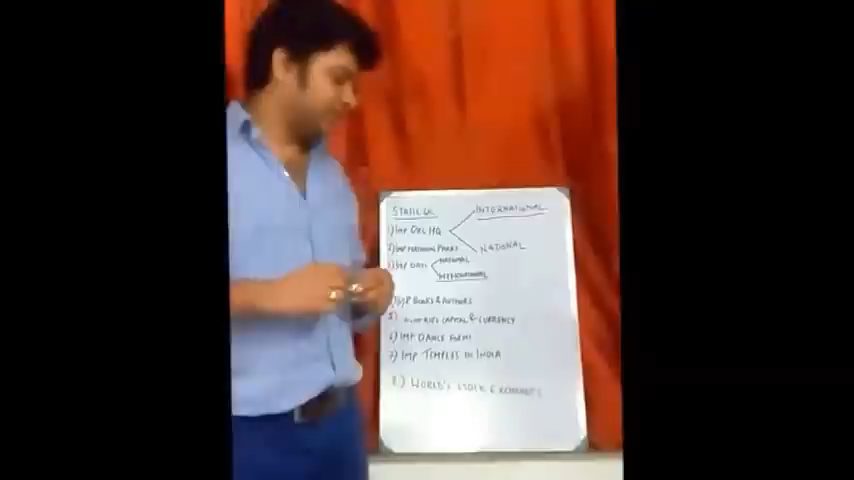 STATIC GK
1) IMP ORG HQ
INTERNATIONAL
NATIONAL
2) IMP NATIONAL PARKS
3) IMP DAYS
NATIONAL
INTERNATIONAL
IMP BOOKS & AUTHORS
5) COUNTRIES CAPITAL & CURRENCY
6) IMP DANCE FORMS
7) IMP TEMPLES IN INDIA
8) WORLD'S STOCK EXCHANGES